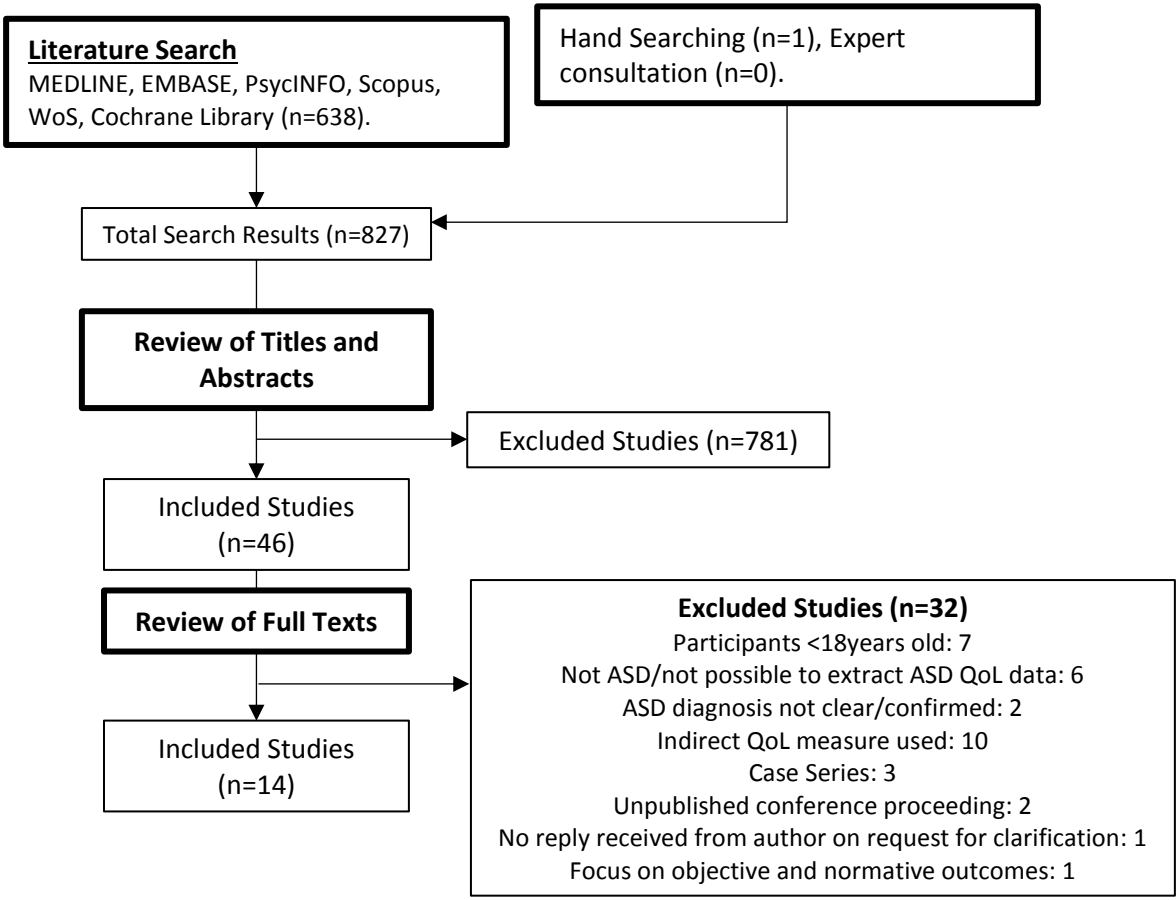 Literature Search
MEDLINE, EMBASE, PsycINFO, Scopus,
WoS, Cochrane Library (n=638).
Hand Searching (n=1), Expert
consultation (n=0).
Total Search Results (n=827)
Review of Titles and
Abstracts
Excluded Studies (n=781)
Included Studies
(n=46)
Review of Full Texts
Excluded Studies (n=32)
Participants <18years old: 7
Not ASD/not possible to extract ASD QoL data: 6
ASD diagnosis not clear/confirmed: 2
Indirect QoL measure used: 10
Case Series: 3
Unpublished conference proceeding: 2
No reply received from author on request for clarification: 1
Focus on objective and normative outcomes: 1
Included Studies
(n=14)